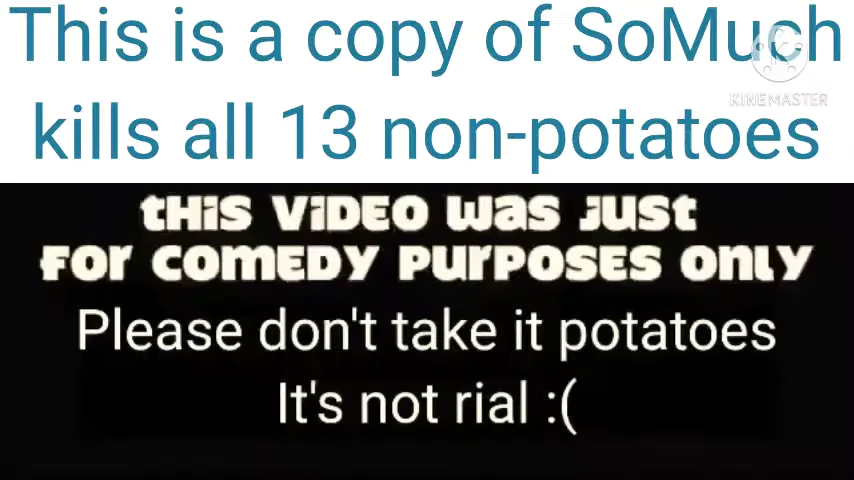 This is a copy of SoMuch
KINEMASTER
kills all 13 non-potatoes
tHiS ViDEO was just
for comedy purposes only
Please don't take it potatoes
It's not rial :(